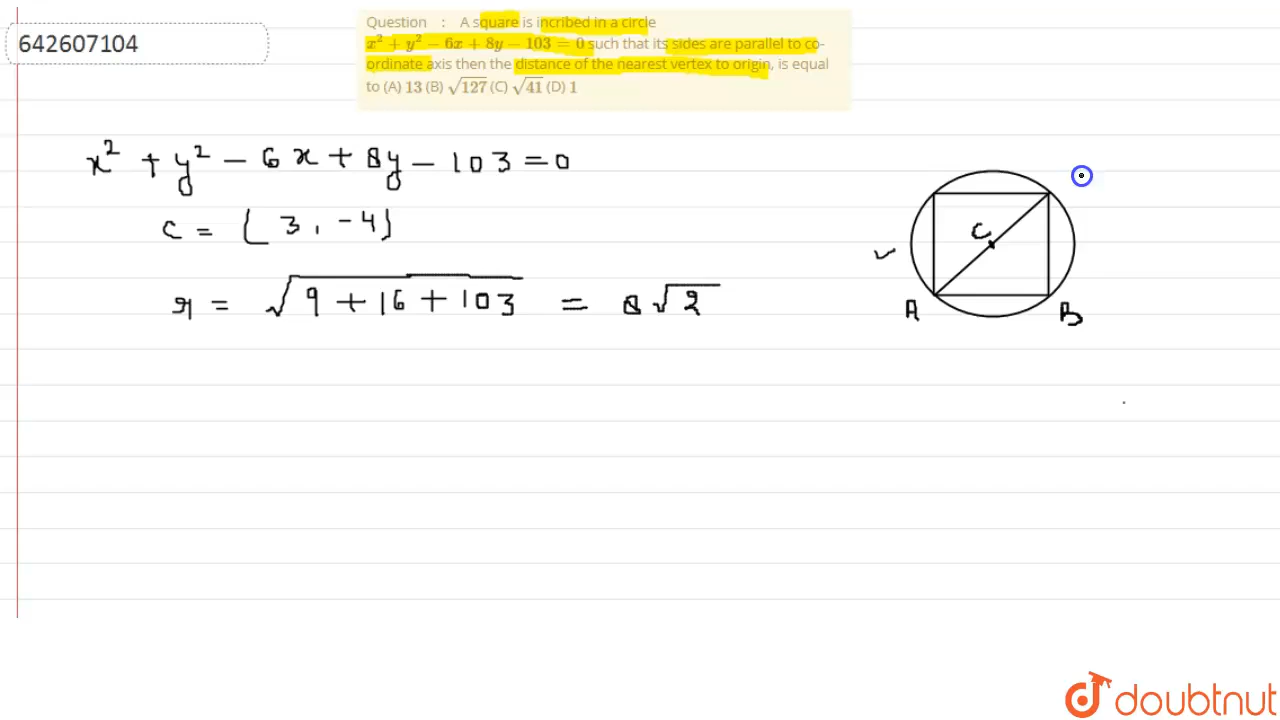 642607104
Question : A square is incribed in a circle
x² + y² − 6x + 8y − 103 = 0 such that its sides are parallel to co-
ordinate axis then the distance of the nearest vertex to origin, is equal
to (A) 13 (B) √127 (C) √41 (D) 1
x² + y² − 6x + 8y − 103 = 0
C = (3, −4)
r = √9 + 16 + 103 = 8√2
C
A B
doubtnut